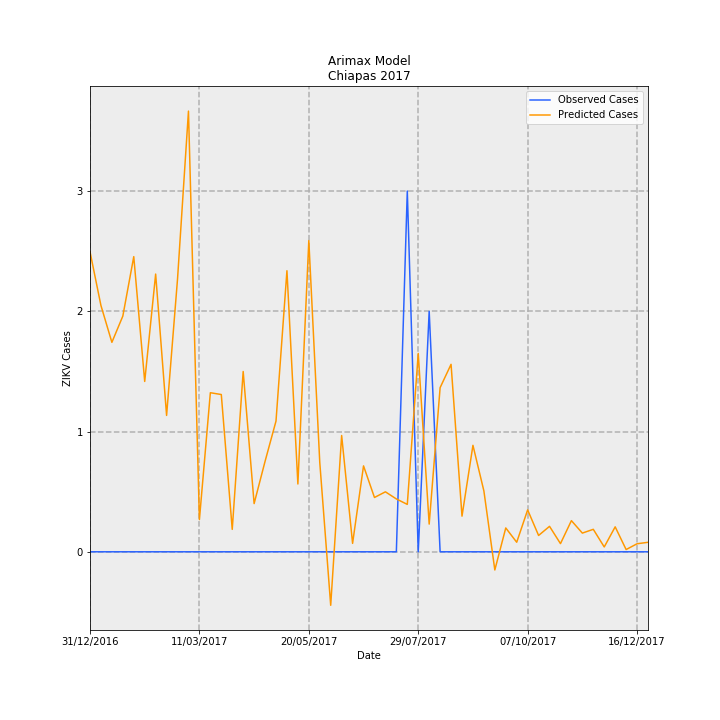 Arimax Model
Chiapas 2017
Observed Cases
Predicted Cases
ZIKV Cases
3
2
1
0
31/12/2016
11/03/2017
20/05/2017
29/07/2017
07/10/2017
16/12/2017
Date